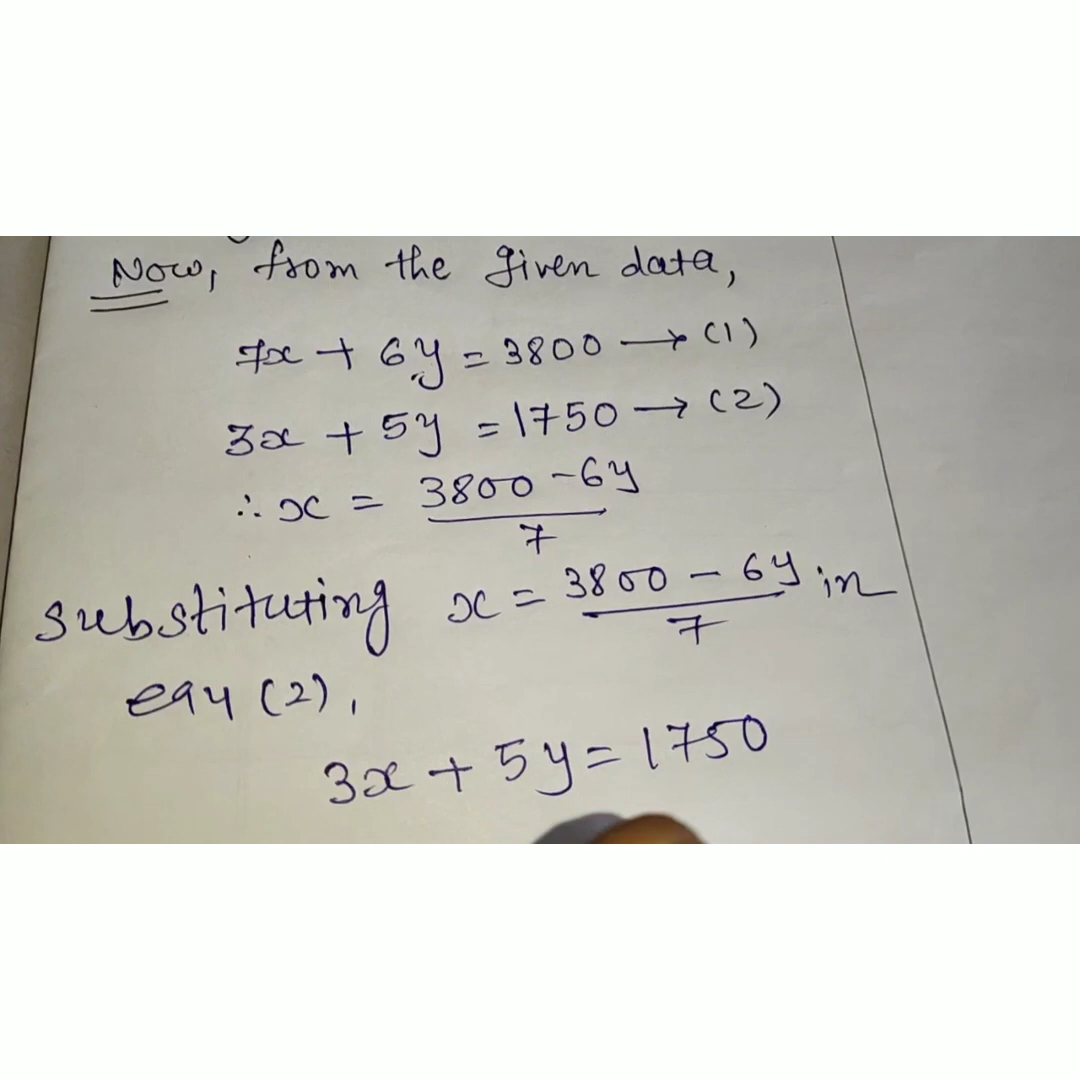 Now, from the given data,
7x + 6y = 3800 → (1)
3x + 5y = 1750 → (2)
∴ x = 3800 - 6y
7
substituting x = 3800 - 6y in
7
eqy (2),
3x + 5y = 1750